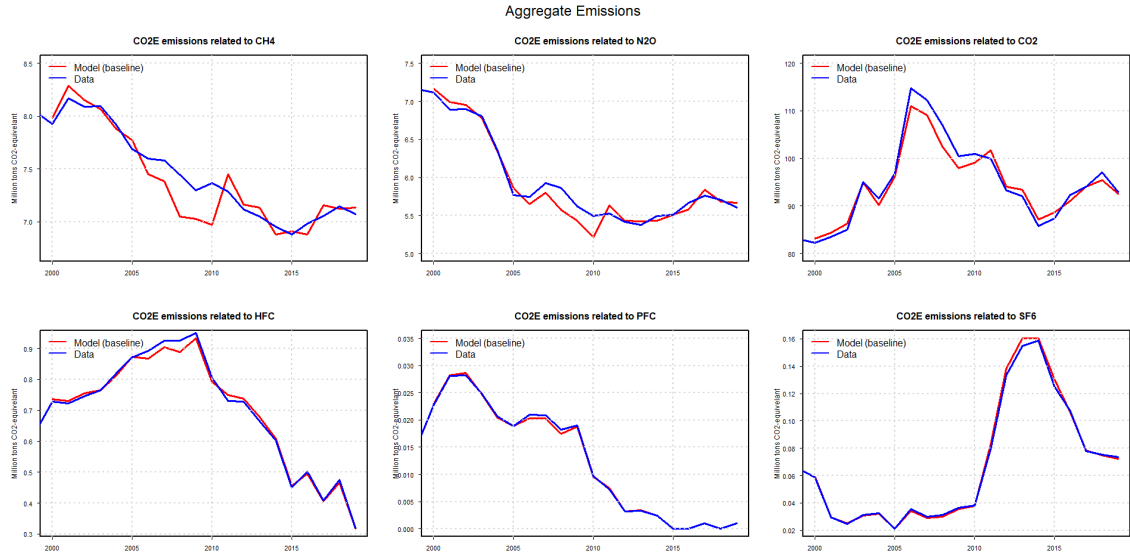 Aggregate Emissions
CO2E emissions related to CH4
Million tons CO2-equivelant
8.5
8.0
7.5
7.0
Model (baseline)
Data
2000 2005 2010 2015
CO2E emissions related to N2O
Million tons CO2-equivelant
7.5
7.0
6.5
6.0
5.5
5.0
Model (baseline)
Data
2000 2005 2010 2015
CO2E emissions related to CO2
Million tons CO2-equivelant
120
110
100
90
80
Model (baseline)
Data
2000 2005 2010 2015
CO2E emissions related to HFC
Million tons CO2-equivelant
0.9
0.8
0.7
0.6
0.5
0.4
0.3
Model (baseline)
Data
2000 2005 2010 2015
CO2E emissions related to PFC
Million tons CO2-equivelant
0.035
0.030
0.025
0.020
0.015
0.010
0.005
0.000
Model (baseline)
Data
2000 2005 2010 2015
CO2E emissions related to SF6
Million tons CO2-equivelant
0.16
0.14
0.12
0.10
0.08
0.06
0.04
0.02
Model (baseline)
Data
2000 2005 2010 2015